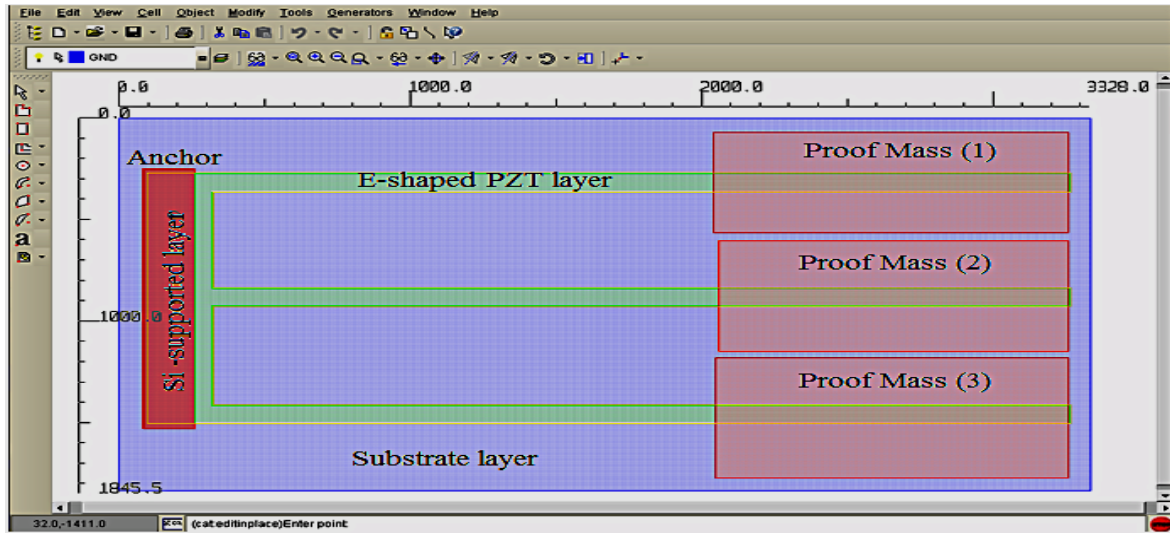 File Edit View Cell Object Modify Tools Generators Window Help
GND
0.0 1000.0 2000.0 3328.0
0.0
Anchor
Proof Mass (1)
E-shaped PZT layer
Si -supported layer
Proof Mass (2)
1000.0
Proof Mass (3)
Substrate layer
1845.5
a
32.0,-1411.0 (cat:editinplace)Enter point: